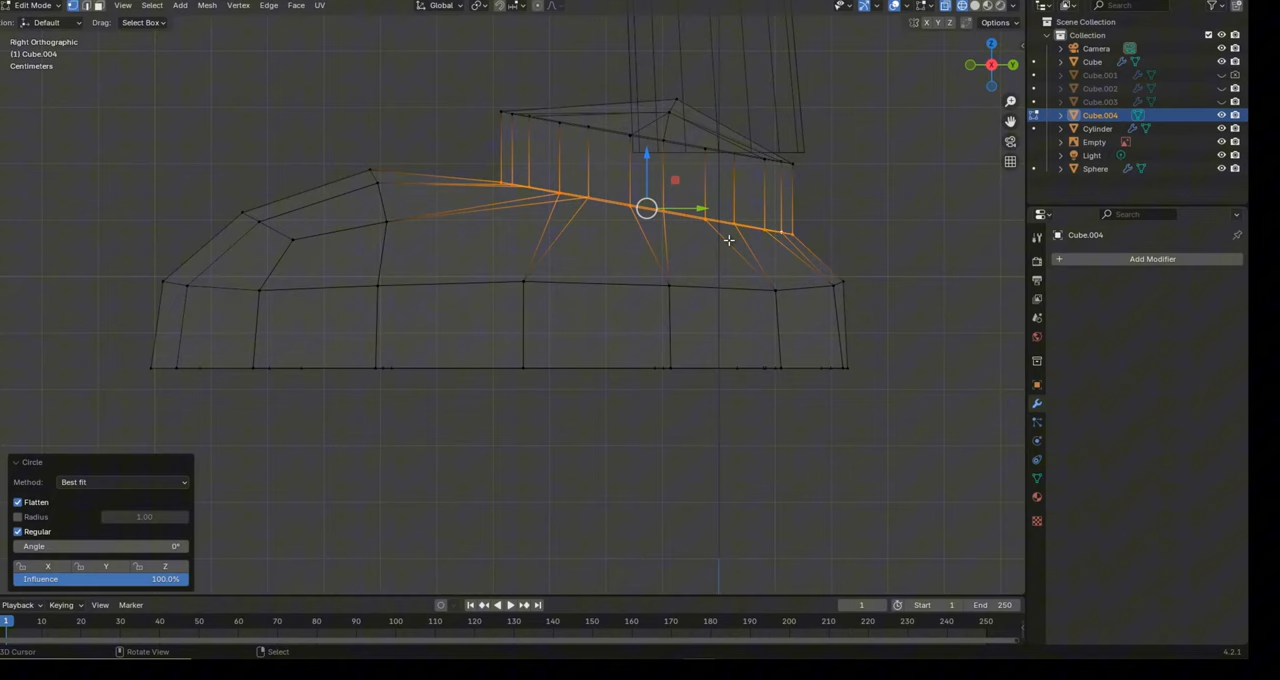 Edit Mode View Select Add Mesh Vertex Edge Face UV Global
ion: Default Drag: Select Box X Y Z Options
Right Orthographic
(1) Cube.004
Centimeters
Z
X
Y
Search
Scene Collection
Collection
Camera
Cube
Cube.001
Cube.002
Cube.003
Cube.004
Cylinder
Empty
Light
Sphere
Search
Cube.004
Add Modifier
Circle
Method: Best fit
Flatten
Radius 1.00
Regular
Angle 0°
X Y Z
Influence 100.0%
Playback Keying View Marker 1 Start 1 End 250
1 10 20 30 40 50 60 70 80 90 100 110 120 130 140 150 160 170 180 190 200 210 220 230 240 250
3D Cursor Rotate View Select 4.2.1